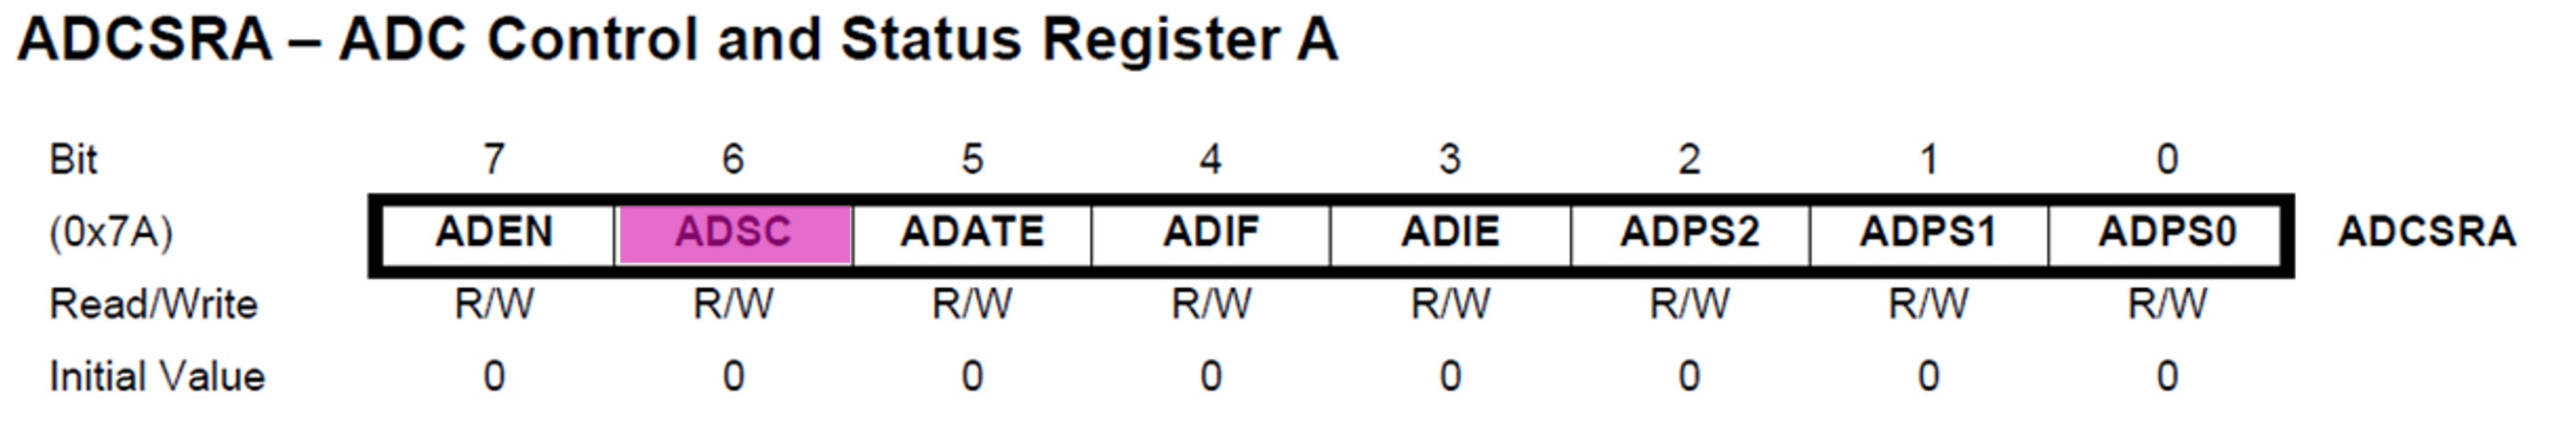 ADCSRA – ADC Control and Status Register A
Bit 7 6 5 4 3 2 1 0
(0x7A) ADEN ADSC ADATE ADIF ADIE ADPS2 ADPS1 ADPS0 ADCSRA
Read/Write R/W R/W R/W R/W R/W R/W R/W R/W
Initial Value 0 0 0 0 0 0 0 0